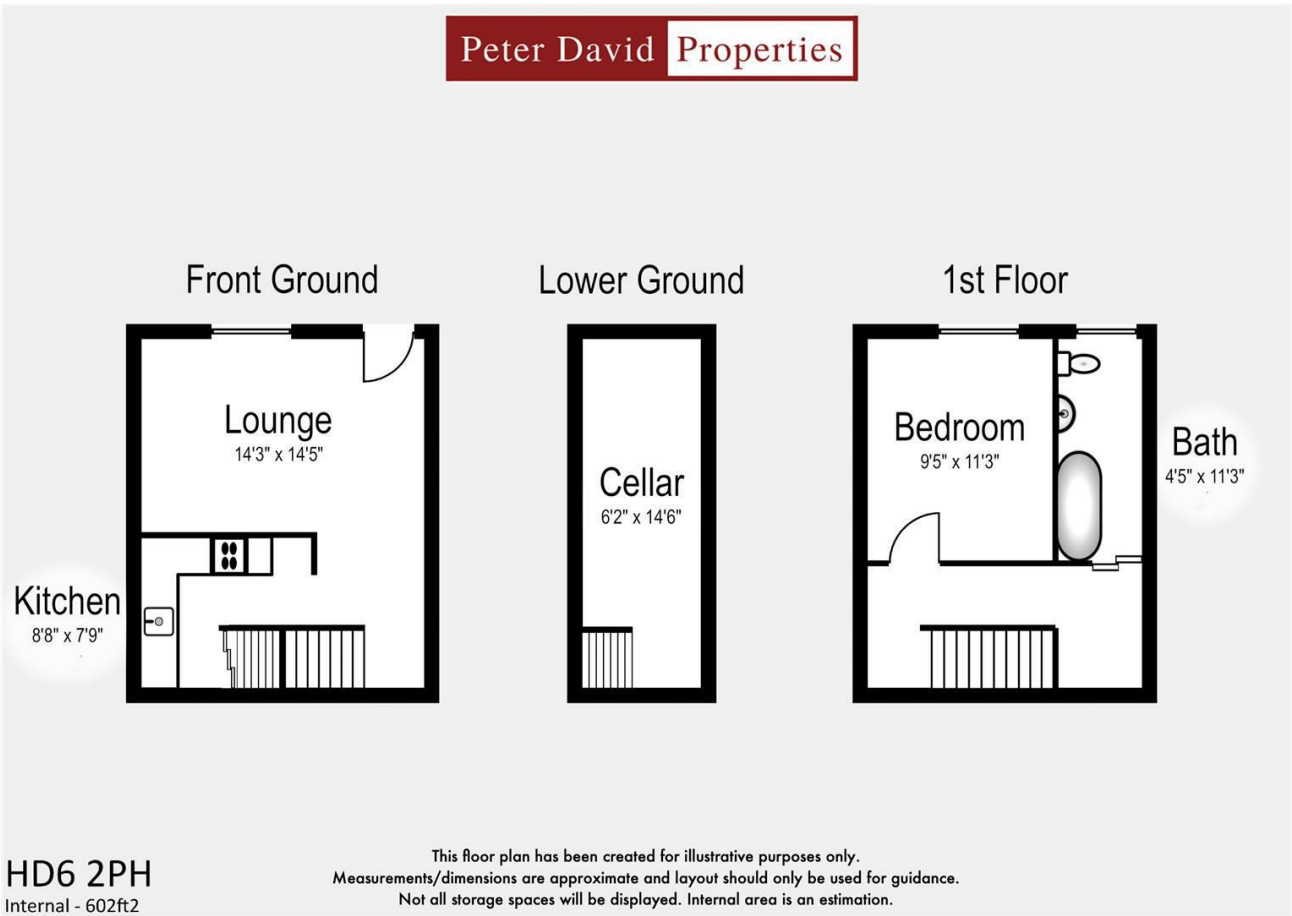 Peter David Properties
Front Ground
Lower Ground
1st Floor
Lounge
14'3" x 14'5"
Kitchen
8'8" x 7'9"
Cellar
6'2" x 14'6"
Bedroom
9'5" x 11'3"
Bath
4'5" x 11'3"
HD6 2PH
Internal - 602ft2
This floor plan has been created for illustrative purposes only.
Measurements/dimensions are approximate and layout should only be used for guidance.
Not all storage spaces will be displayed. Internal area is an estimation.